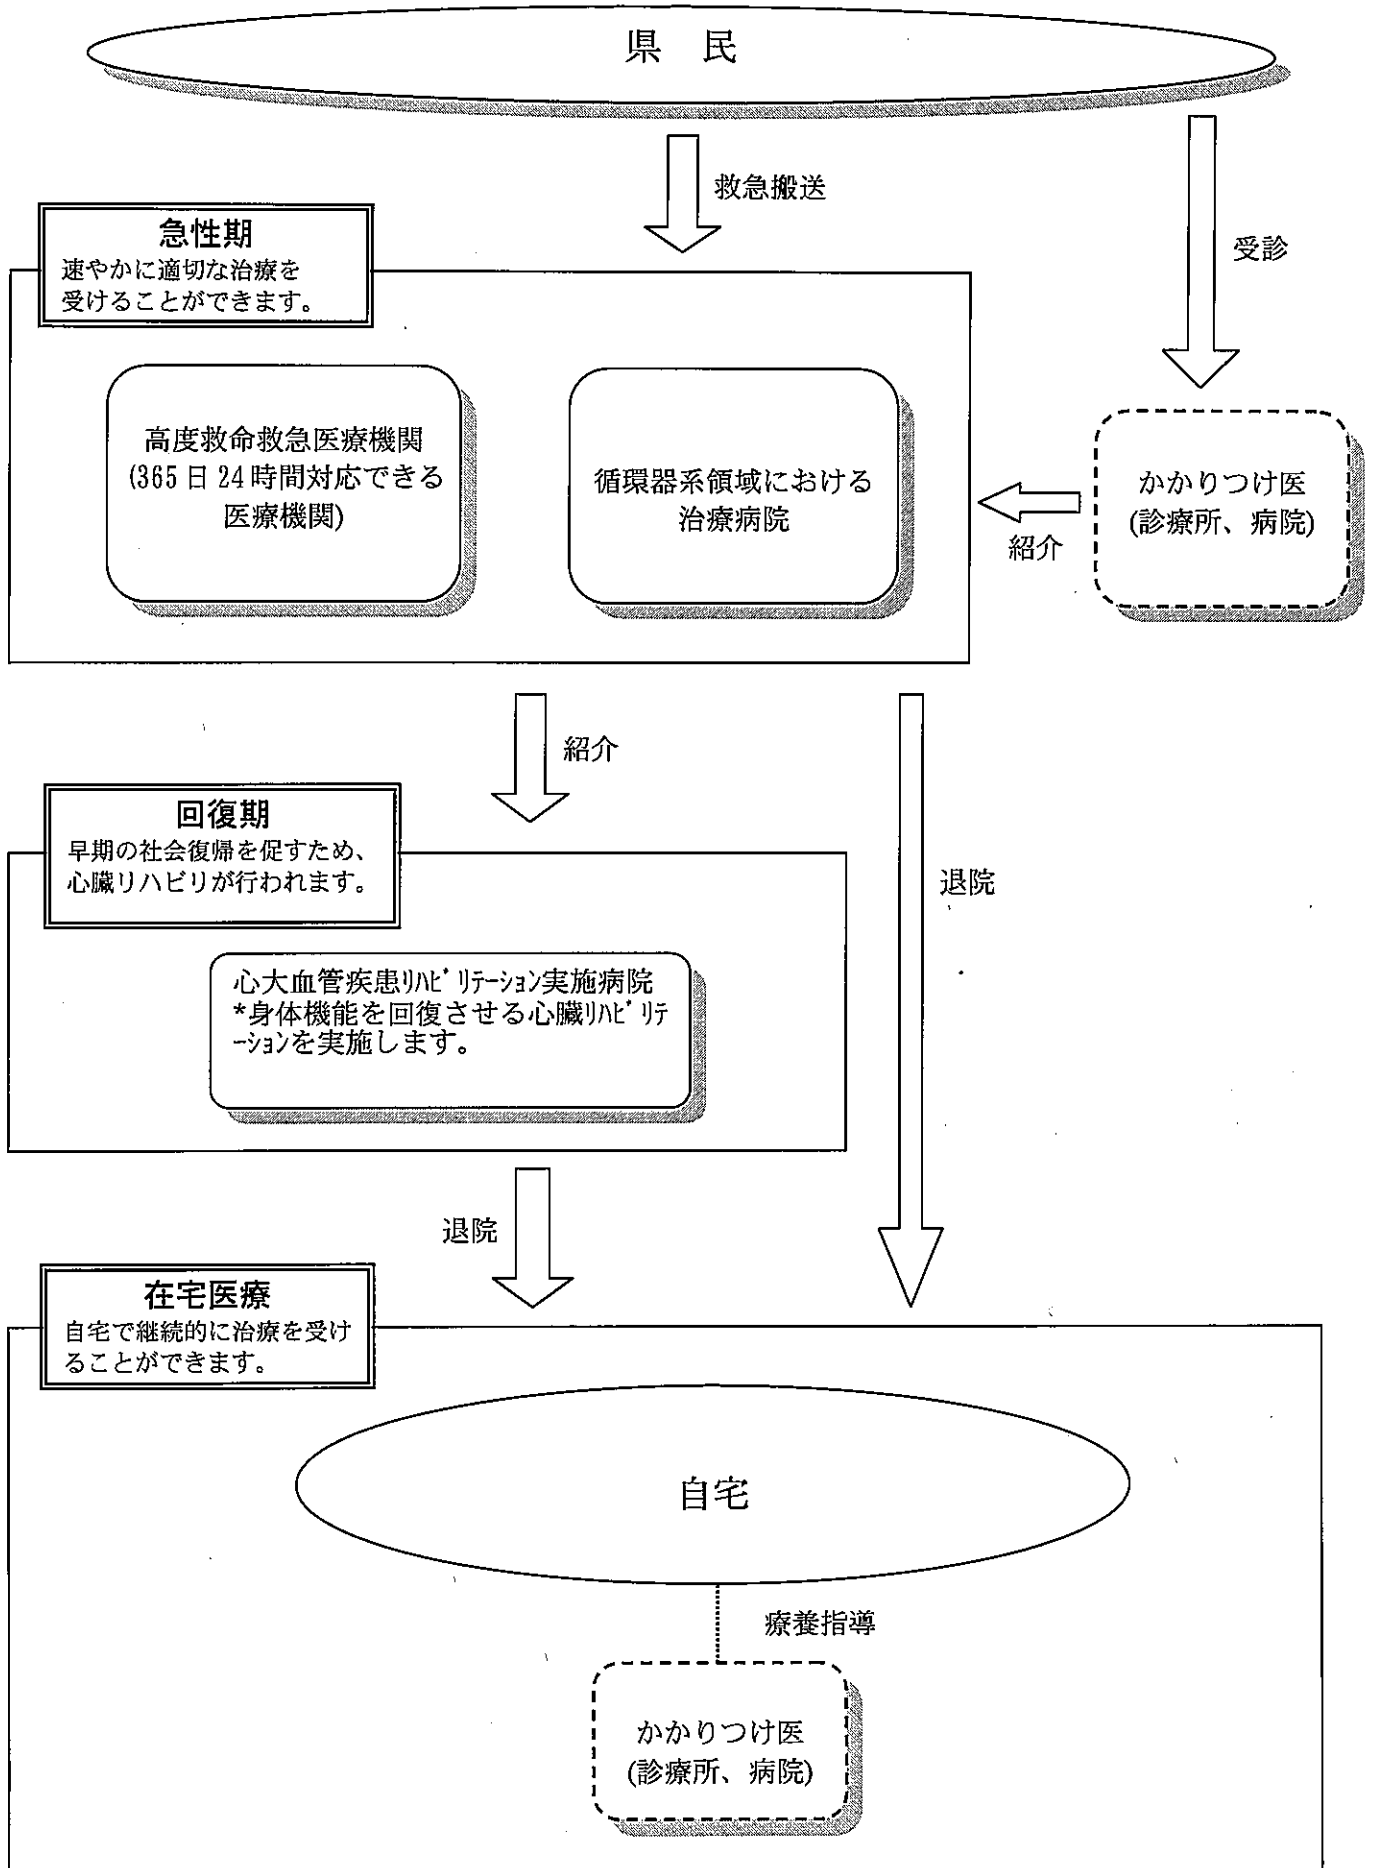 県 民
救急搬送
受診
急性期
速やかに適切な治療を
受けることができます。
高度救命救急医療機関
(365日24時間対応できる
医療機関)
循環器系領域における
治療病院
紹介
かかりつけ医
(診療所、病院)
紹介
退院
回復期
早期の社会復帰を促すため、
心臓リハビリが行われます。
心大血管疾患ﾘﾊﾋﾞﾘﾃｰｼｮﾝ実施病院
*身体機能を回復させる心臓ﾘﾊﾋﾞﾘﾃ
ｰｼｮﾝを実施します。
退院
在宅医療
自宅で継続的に治療を受け
ることができます。
自宅
療養指導
かかりつけ医
(診療所、病院)